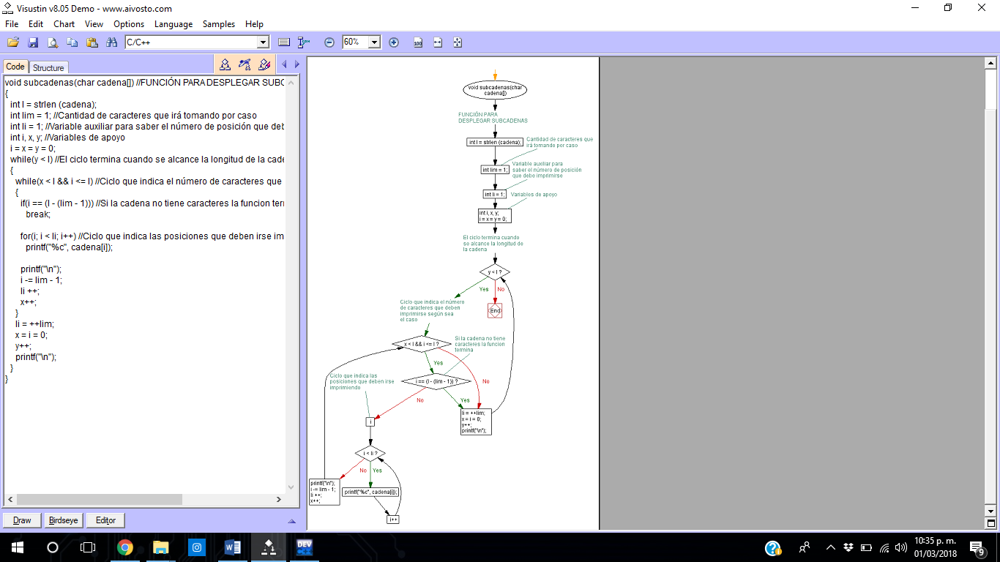 Visustin v8.05 Demo - www.aivosto.com
File Edit Chart View Options Language Samples Help
C/C++
60%
100
Code
Structure
void subcadenas(char cadena[]) //FUNCIÓN PARA DESPLEGAR SUBC
{
int l = strlen (cadena);
int lim = 1; //Cantidad de caracteres que irá tomando por caso
int li = 1; //Variable auxiliar para saber el número de posición que deb
int i, x, y; //Variables de apoyo
i = x = y = 0;
while(y < l) //El ciclo termina cuando se alcance la longitud de la cade
{
while(x < l && i <= l) //Ciclo que indica el número de caracteres que
{
if(i == (l - (lim - 1))) //Si la cadena no tiene caracteres la funcion terr
break;
for(i; i < li; i++) //Ciclo que indica las posiciones que deben irse im
printf("%c", cadena[i]);
printf("\n");
i -= lim - 1;
li ++;
x++;
}
li = ++lim;
x = i = 0;
y++;
printf("\n");
}
}
Draw
Birdseye
Editor
void subcadenas(char
cadena[])
FUNCIÓN PARA
DESPLEGAR SUBCADENAS
int l = strlen (cadena);
Cantidad de caracteres que
irá tomando por caso
int lim = 1;
Variable auxiliar para
saber el número de posición
que debe imprimirse
int li = 1;
Variables de apoyo
int i, x, y;
i = x = y = 0;
El ciclo termina cuando
se alcance la longitud de
la cadena
y < l ?
Yes
No
End
Ciclo que indica el número
de caracteres que deben
imprimirse según sea
el caso
x < l && i <= l ?
Si la cadena no tiene
caracteres la funcion
termina
Yes
No
i == (l - (lim - 1)) ?
Ciclo que indica las
posiciones que deben irse
imprimiendo
No
Yes
li = ++lim;
x = i = 0;
y++;
printf("\n");
i
i < li ?
No
Yes
printf("\n");
i -= lim - 1;
li ++;
x++;
printf("%c", cadena[i]);
i++
W
DEV
10:35 p. m.
01/03/2018
9